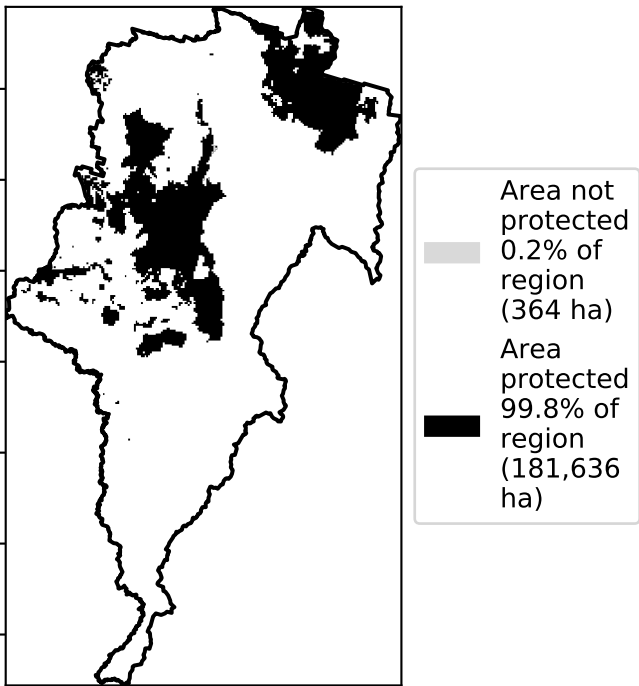 Area not
protected
0.2% of
region
(364 ha)
Area
protected
99.8% of
region
(181,636
ha)